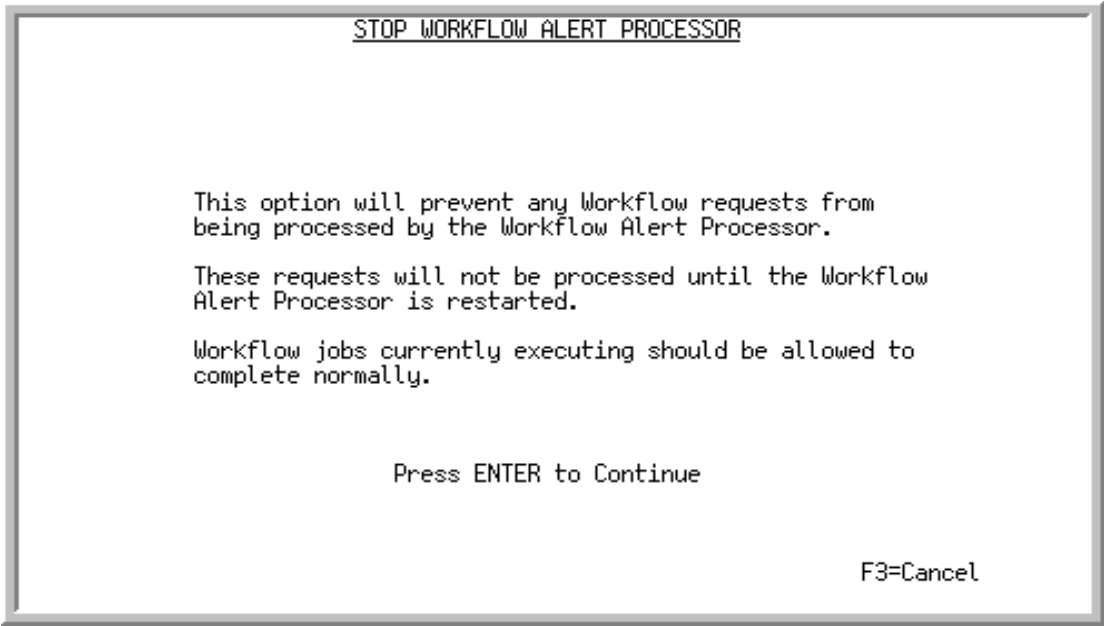 STOP WORKFLOW ALERT PROCESSOR
This option will prevent any Workflow requests from
being processed by the Workflow Alert Processor.
These requests will not be processed until the Workflow
Alert Processor is restarted.
Workflow jobs currently executing should be allowed to
complete normally.
Press ENTER to Continue
F3=Cancel